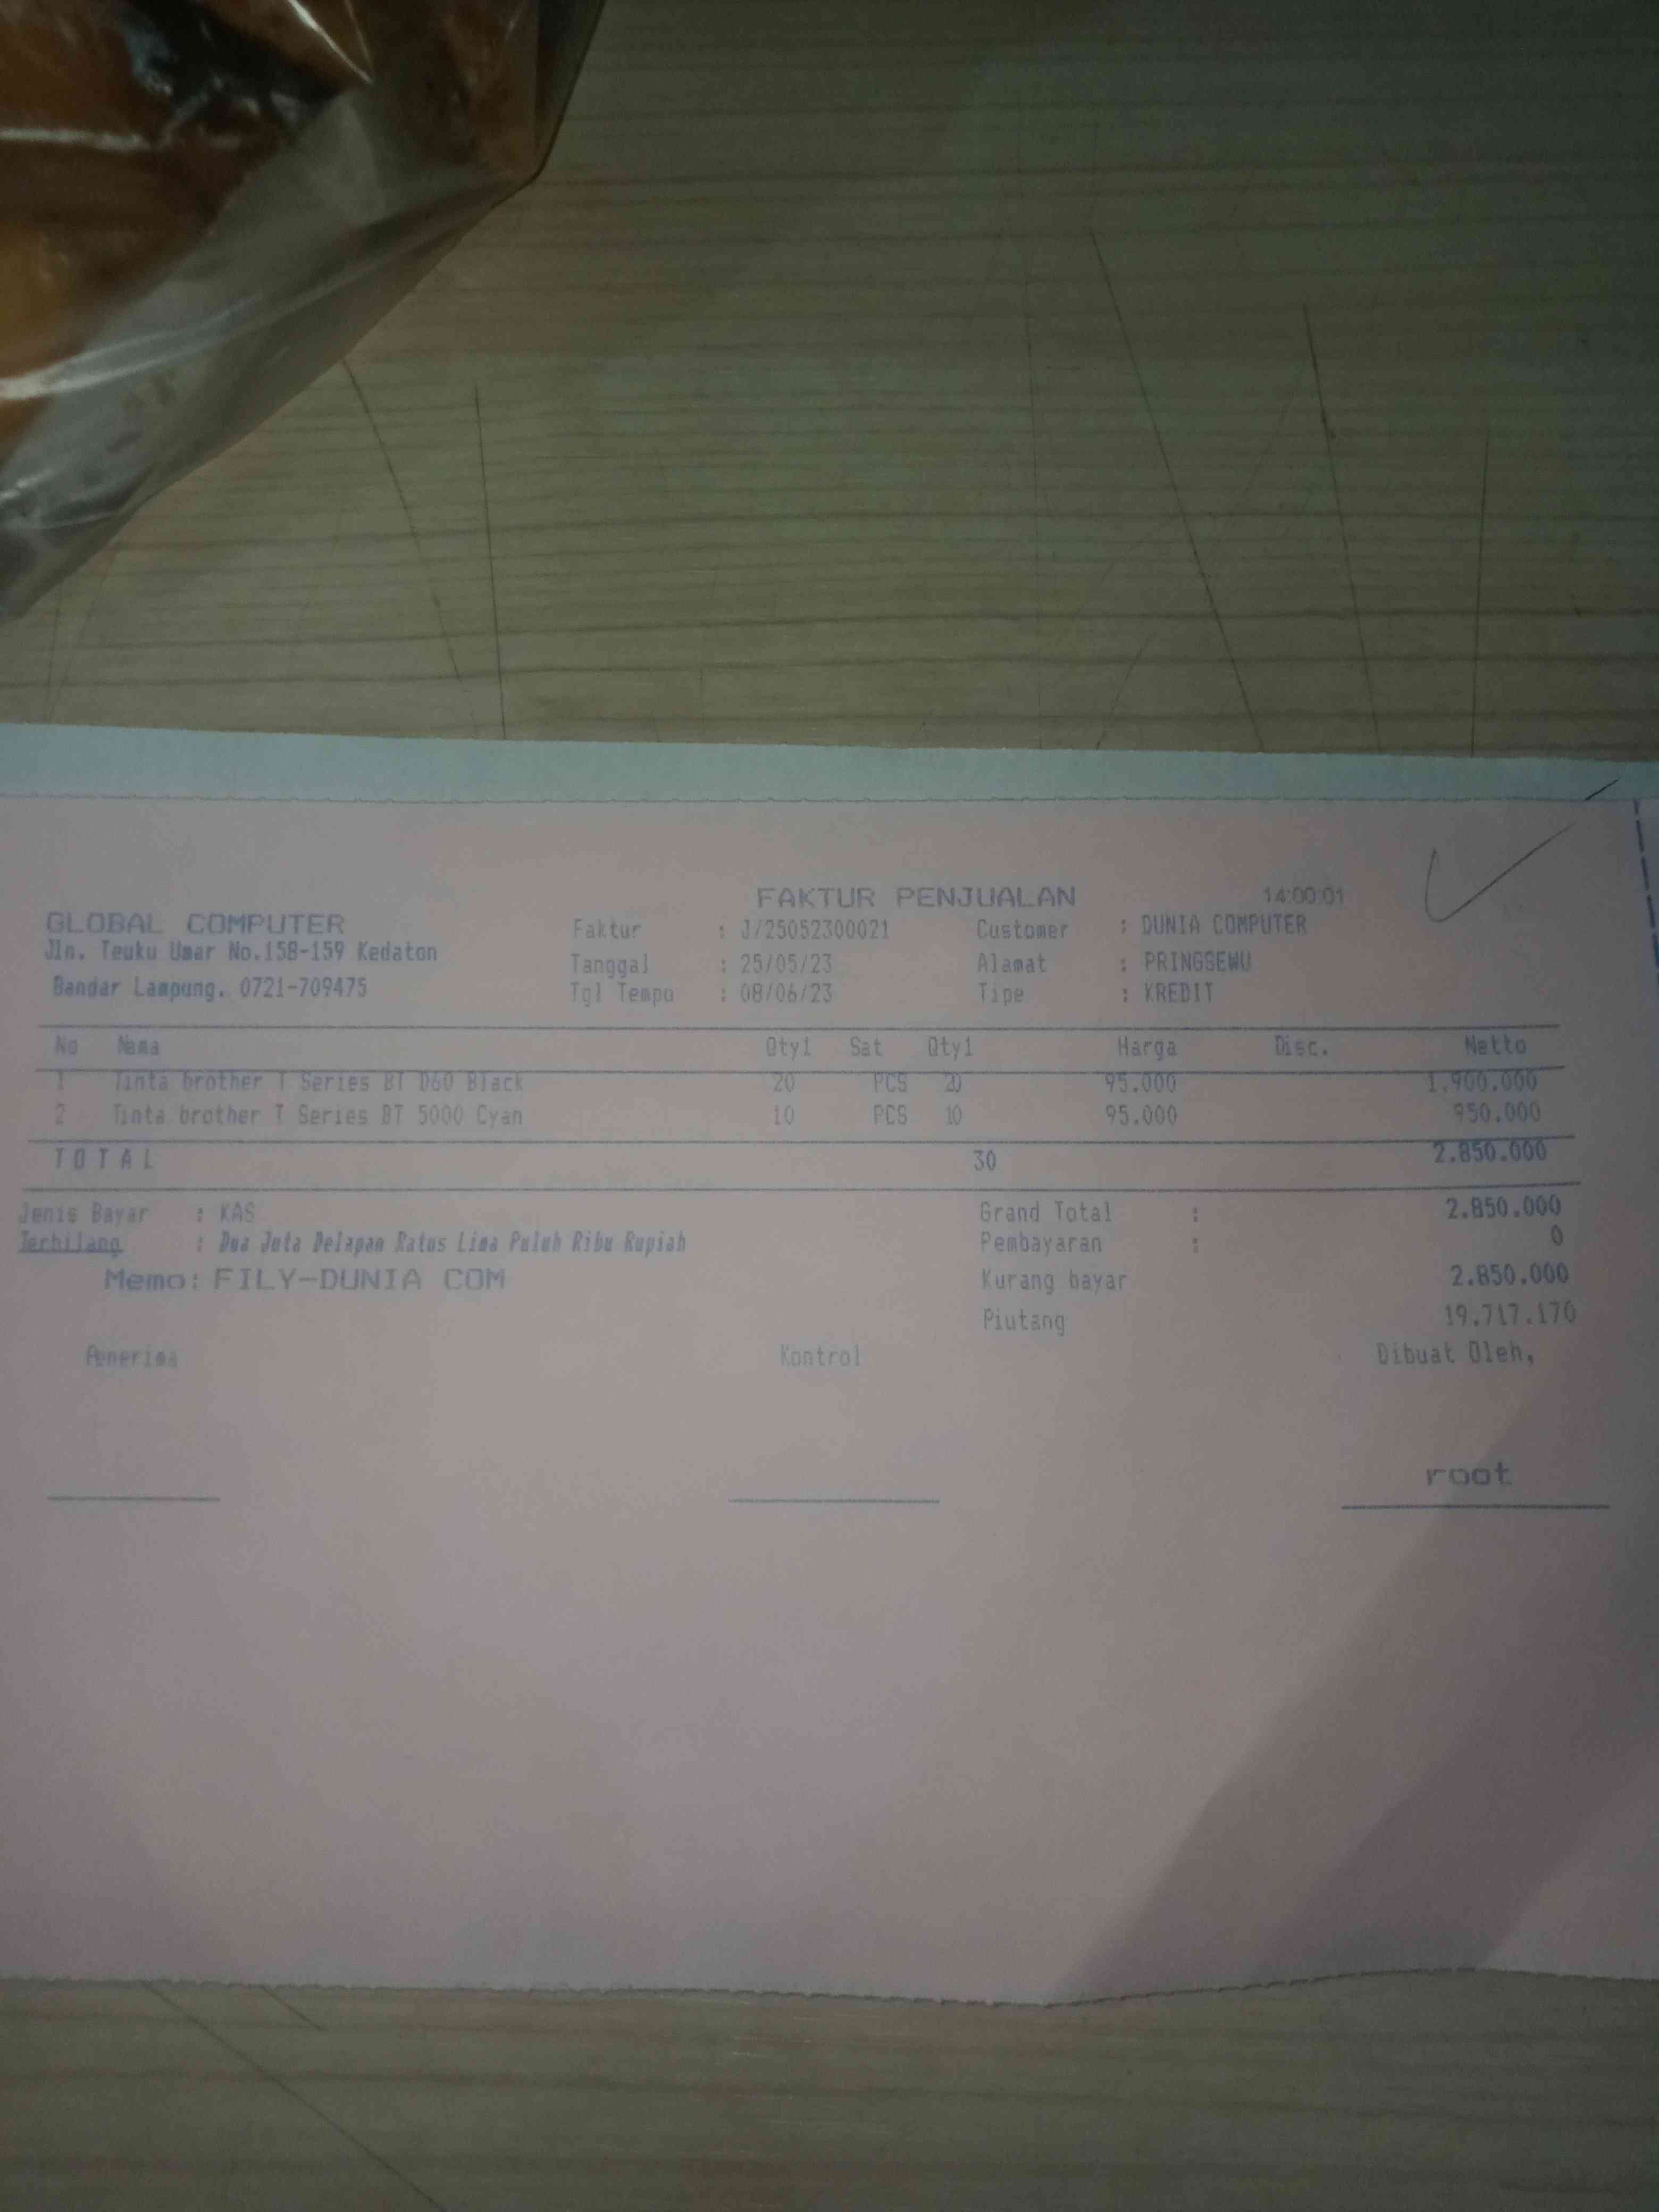 FAKTUR PENJUALAN 14:00:01
GLOBAL COMPUTER
Jln. Teuku Umar No.158-159 Kedaton
Bandar Lampung. 0721-709475
Faktur : J/25052300021
Tanggal : 25/05/23
Tgl Tempo : 08/06/23
Customer : DUNIA COMPUTER
Alamat : PRINGSEWU
Tipe : KREDIT
No Nama Qty1 Sat Qty1 Harga Disc. Netto
1 Tinta brother T Series BT D60 Black 20 PCS 20 95.000 1.900.000
2 Tinta brother T Series BT 5000 Cyan 10 PCS 10 95.000 950.000
TOTAL 30 2.850.000
Jenis Bayar : KAS
Terbilang : Dua Juta Delapan Ratus Lima Puluh Ribu Rupiah
Memo: FILY-DUNIA COM
Grand Total : 2.850.000
Pembayaran : 0
Kurang bayar 2.850.000
Piutang 19.717.170
Penerima Kontrol Dibuat Oleh,
root